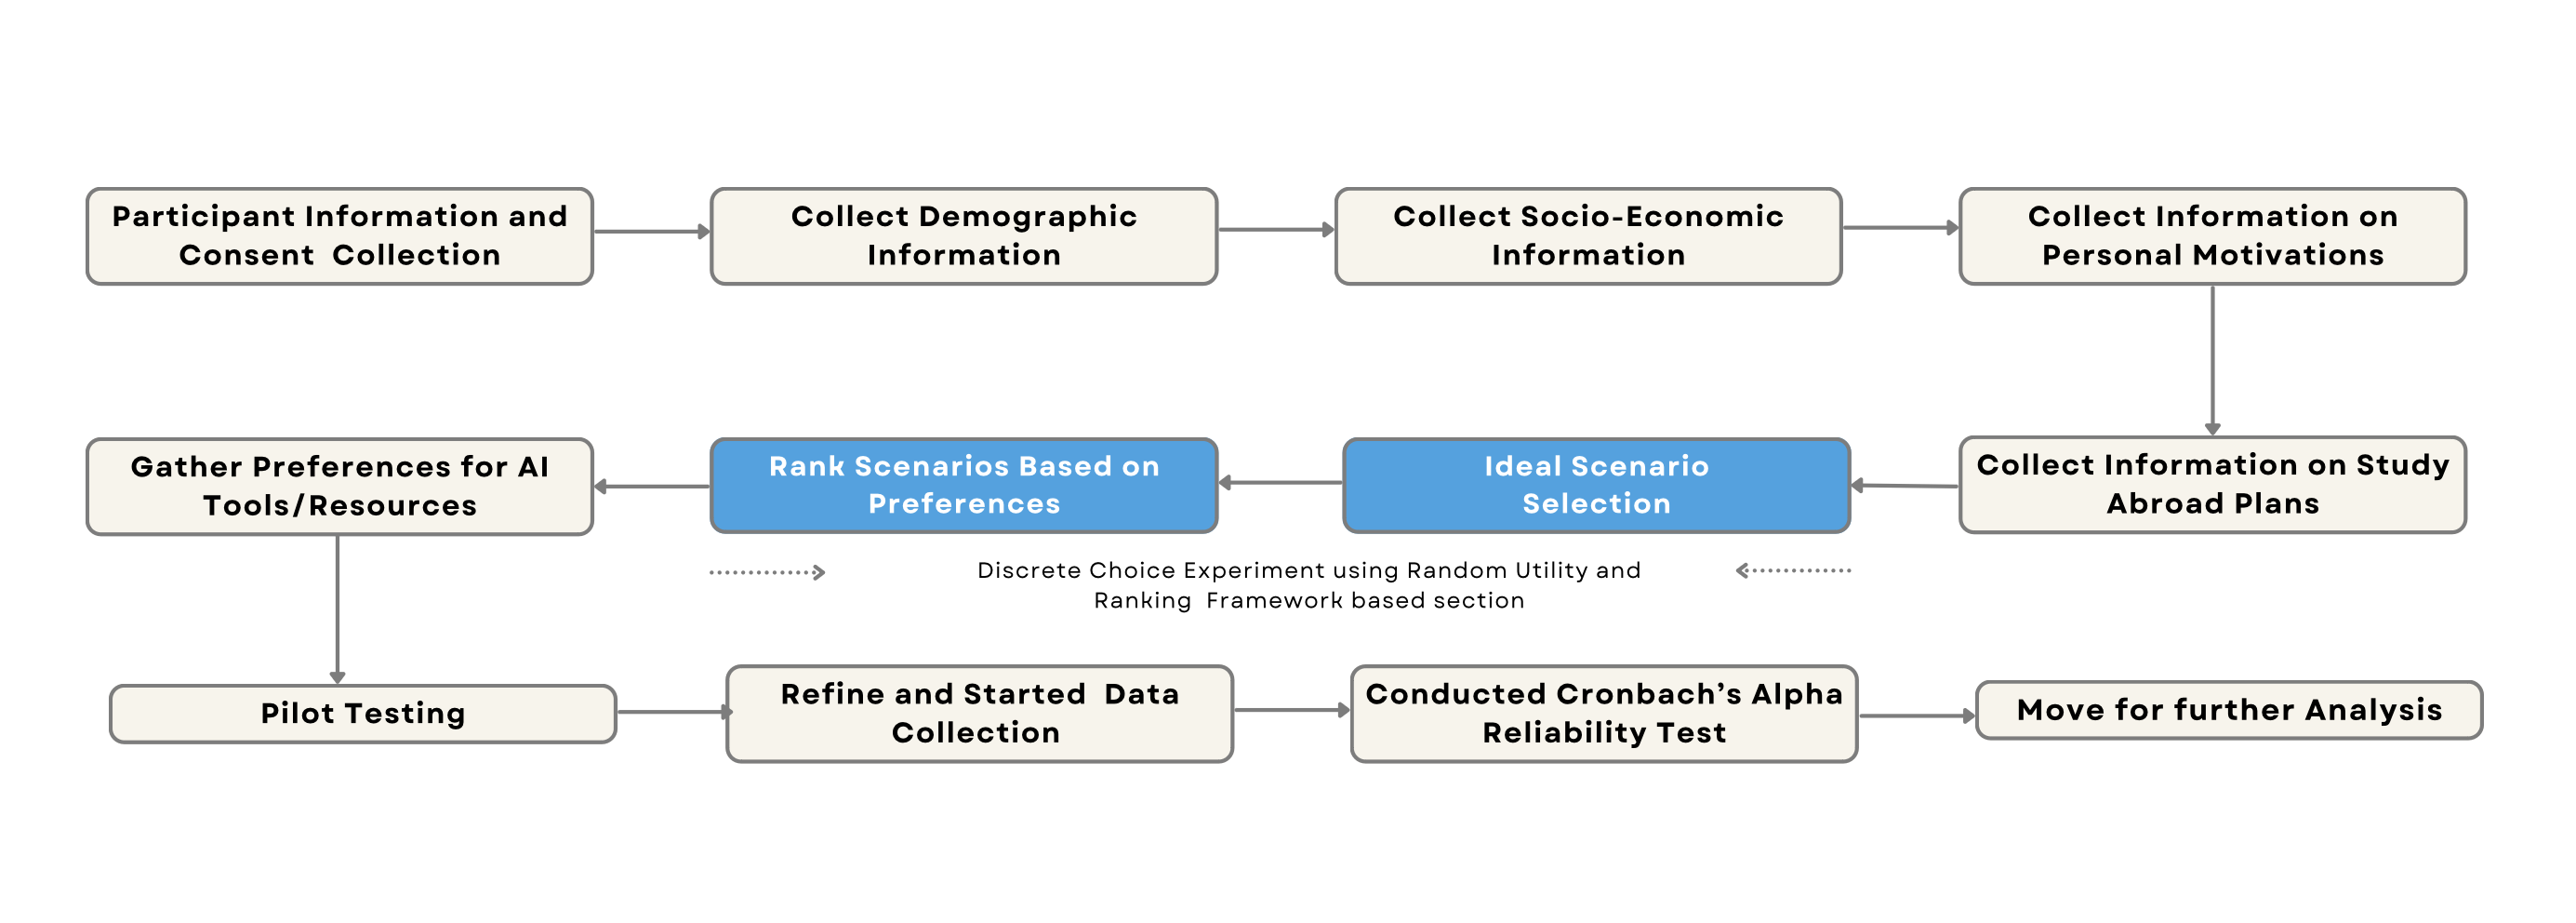 Participant Information and
Consent  Collection
Collect Demographic
Information
Collect Socio-Economic
Information
Collect Information on
Personal Motivations
Gather Preferences for AI
Tools/Resources
Rank Scenarios Based on
Preferences
Ideal Scenario
Selection
Collect Information on Study
Abroad Plans
Discrete Choice Experiment using Random Utility and
Ranking  Framework based section
Pilot Testing
Refine and Started  Data
Collection
Conducted Cronbach’s Alpha
Reliability Test
Move for further Analysis